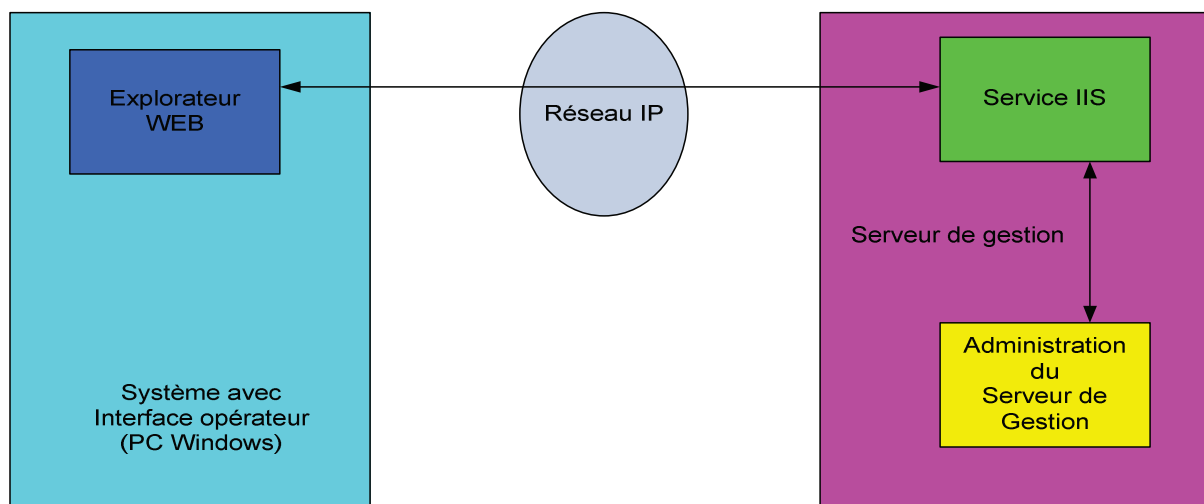 Explorateur
WEB
Réseau IP
Service IIS
Serveur de gestion
Système avec
Interface opérateur
(PC Windows)
Administration
du
Serveur de
Gestion